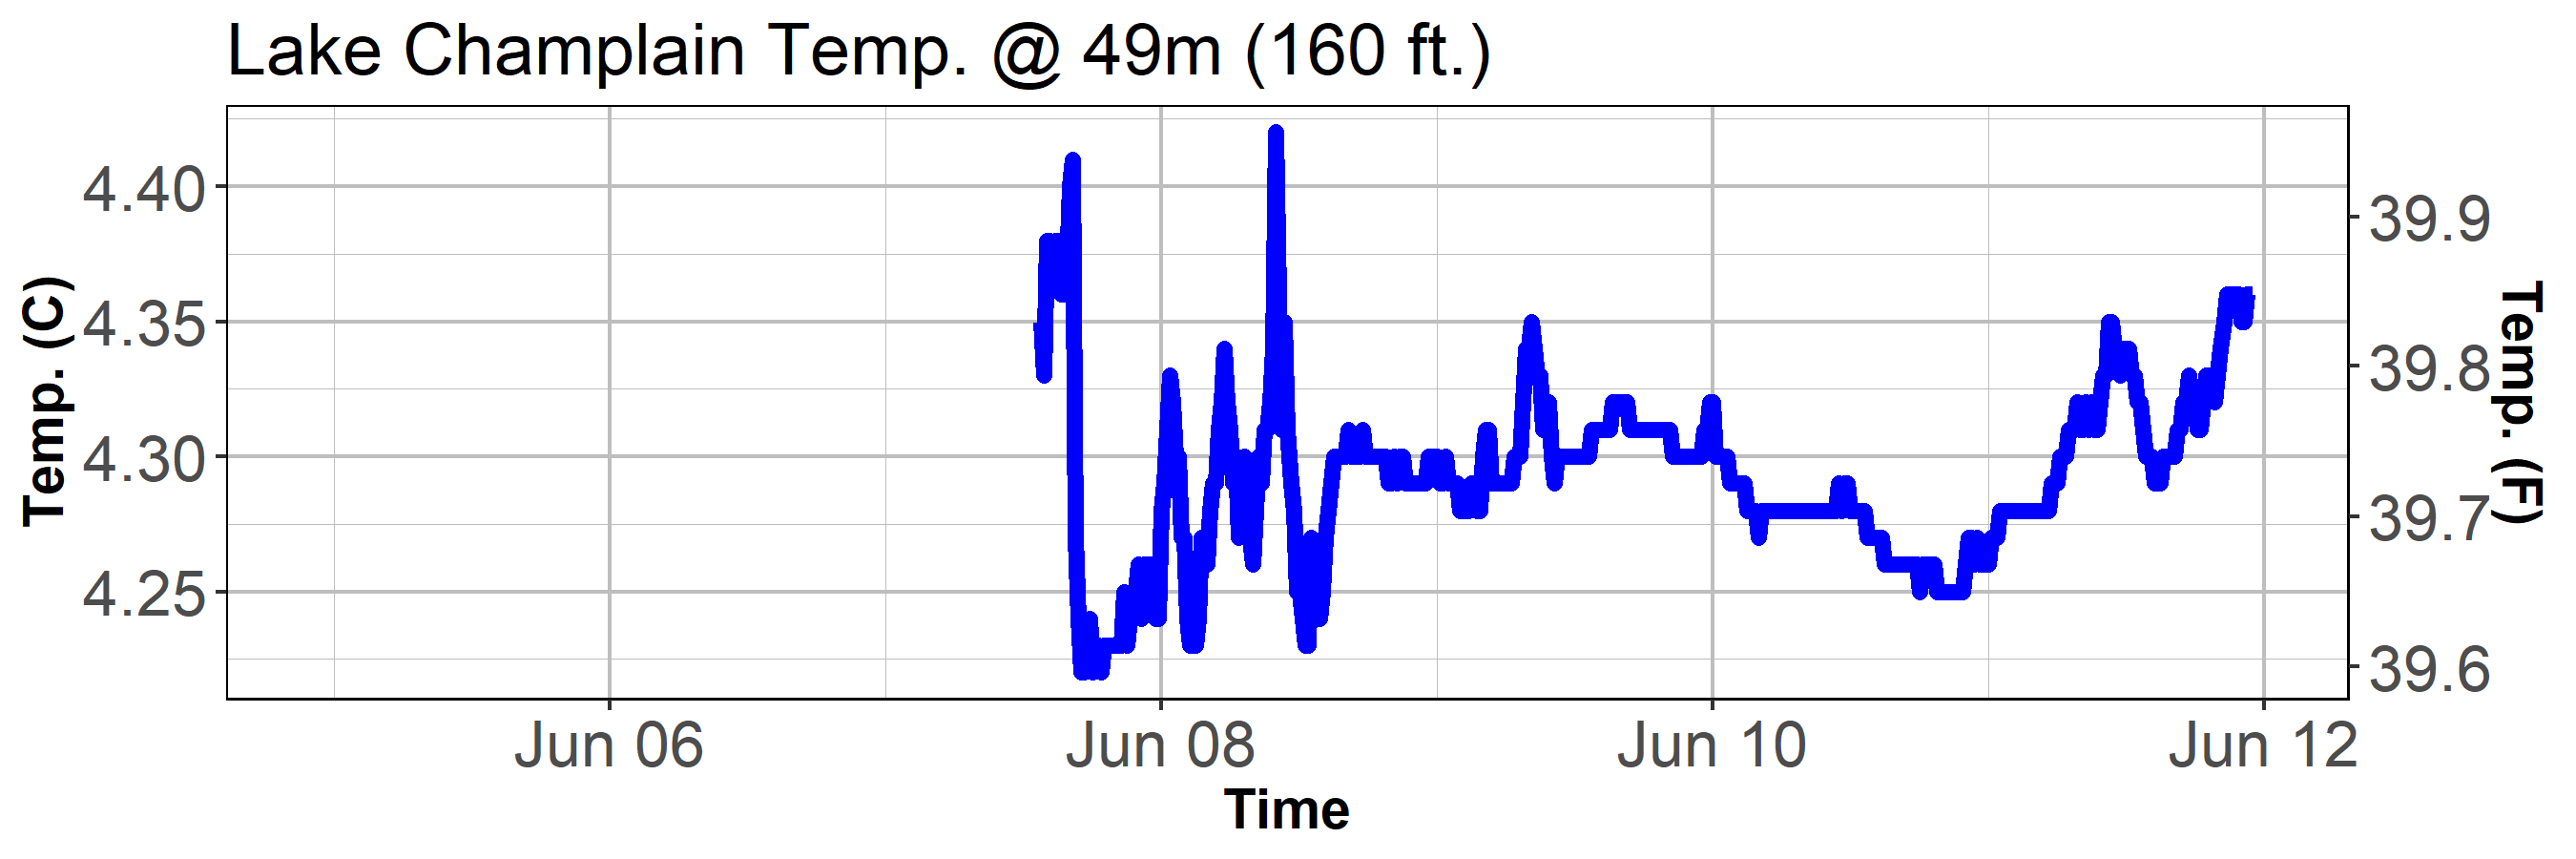 Lake Champlain Temp. @ 49m (160 ft.)
Temp. (C)
4.40
4.35
4.30
4.25
39.9
39.8
39.7
39.6
Temp. (F)
Jun 06 Jun 08 Jun 10 Jun 12
Time